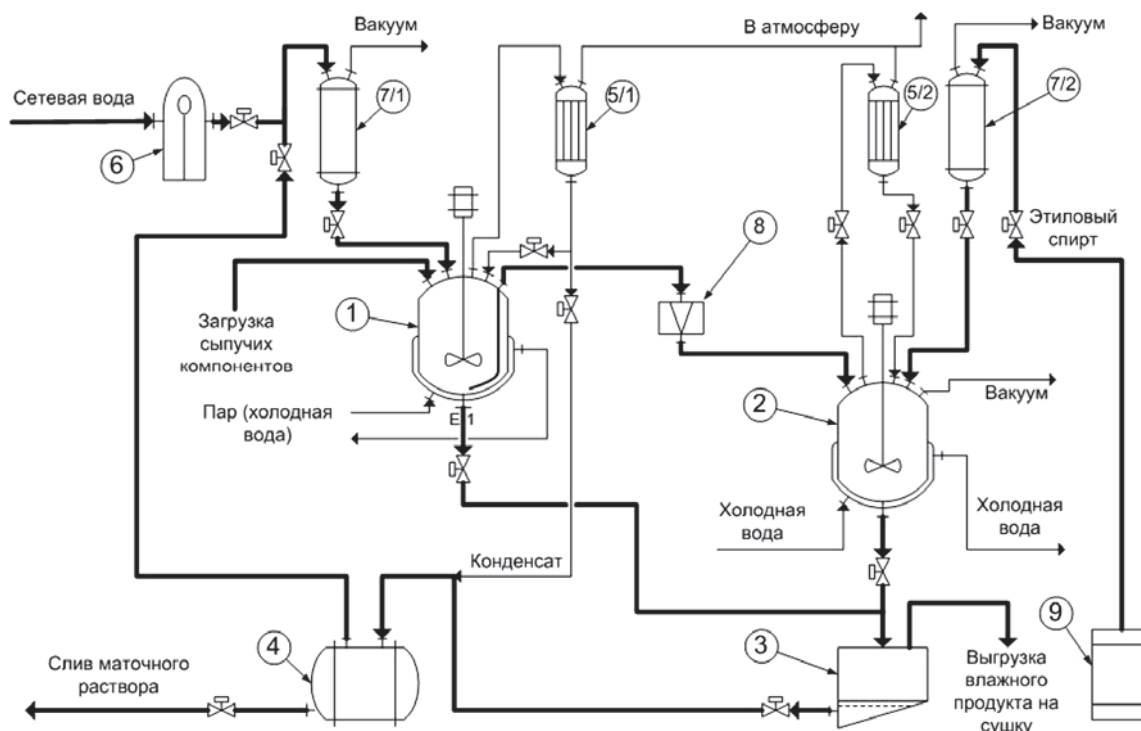 Вакуум
В атмосферу
Вакуум
Сетевая вода
7/1
5/1
5/2
7/2
6
Этиловый
спирт
8
1
Загрузка
сыпучих
компонентов
Пар (холодная
вода)
2
Вакуум
Холодная
вода
Холодная
вода
Конденсат
4
3
9
Слив маточного
раствора
Выгрузка
влажного
продукта на
сушку